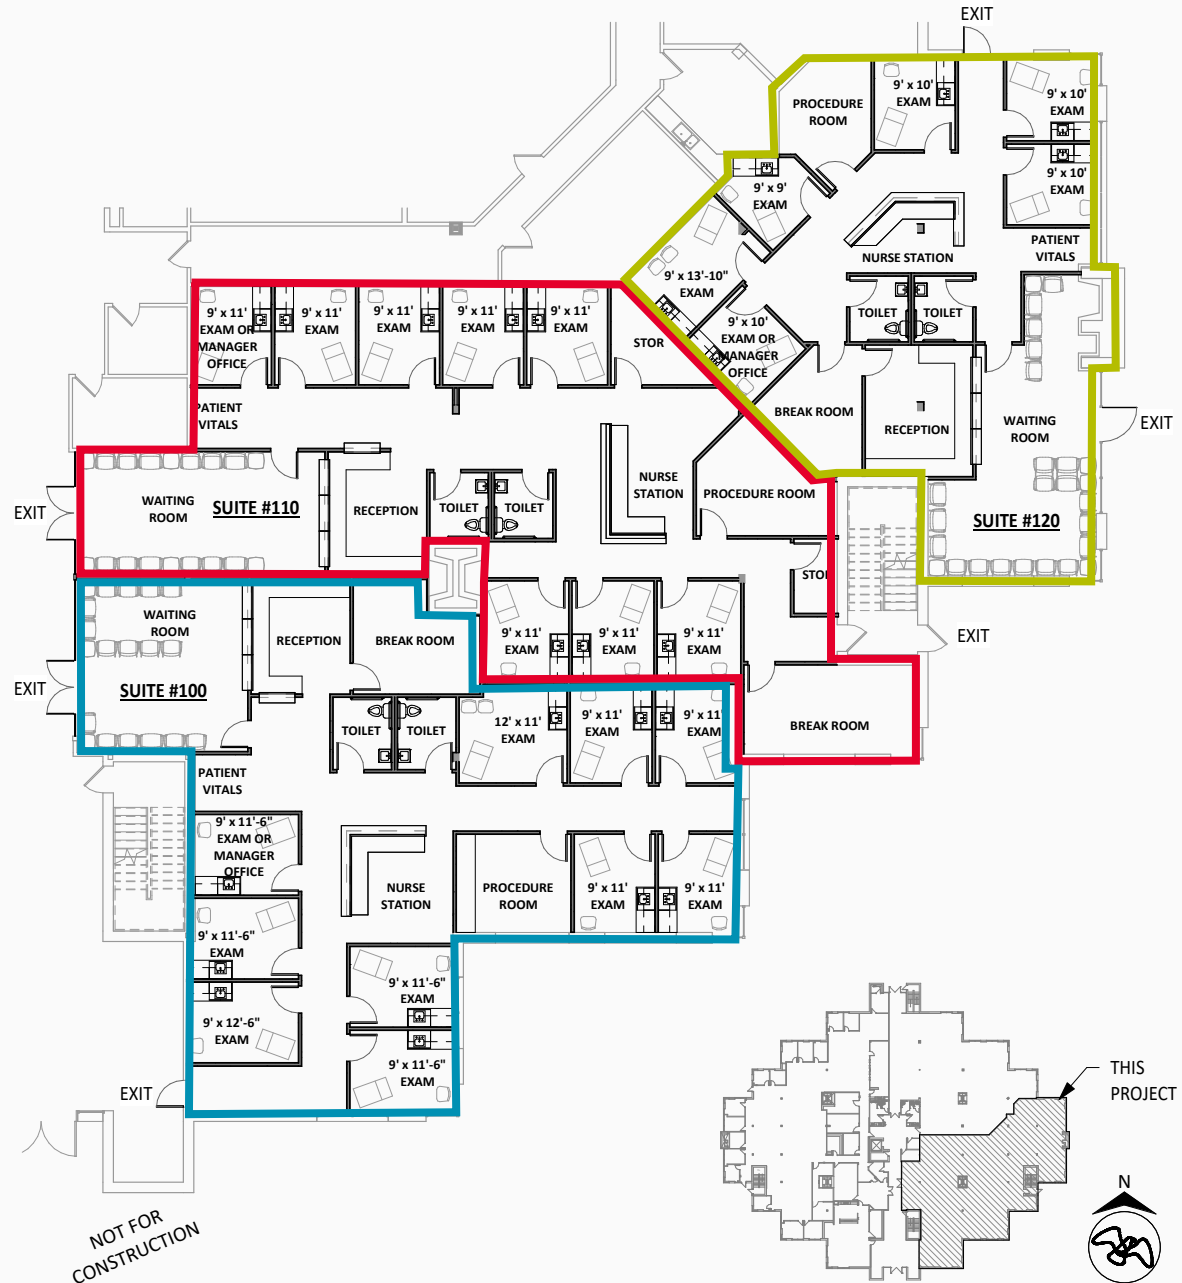 EXIT
PROCEDURE
ROOM
9' x 10'
EXAM
9' x 10'
EXAM
9' x 10'
EXAM
9' x 9'
EXAM
NURSE STATION
PATIENT
VITALS
9' x 13'-10"
EXAM
TOILET
TOILET
9' x 10'
EXAM OR
MANAGER
OFFICE
BREAK ROOM
RECEPTION
WAITING
ROOM
EXIT
SUITE #120
9' x 11'
EXAM OR
MANAGER
OFFICE
9' x 11'
EXAM
9' x 11'
EXAM
9' x 11'
EXAM
9' x 11'
EXAM
STOR
PATIENT
VITALS
WAITING
ROOM
SUITE #110
EXIT
RECEPTION
TOILET
TOILET
NURSE
STATION
PROCEDURE ROOM
STOR
9' x 11'
EXAM
9' x 11'
EXAM
9' x 11'
EXAM
EXIT
BREAK ROOM
WAITING
ROOM
RECEPTION
BREAK ROOM
EXIT
SUITE #100
TOILET
TOILET
12' x 11'
EXAM
9' x 11'
EXAM
9' x 11'
EXAM
PATIENT
VITALS
9' x 11'-6"
EXAM OR
MANAGER
OFFICE
NURSE
STATION
PROCEDURE
ROOM
9' x 11'
EXAM
9' x 11'
EXAM
9' x 11'-6"
EXAM
9' x 12'-6"
EXAM
9' x 11'-6"
EXAM
9' x 11'-6"
EXAM
EXIT
NOT FOR
CONSTRUCTION
THIS
PROJECT
N